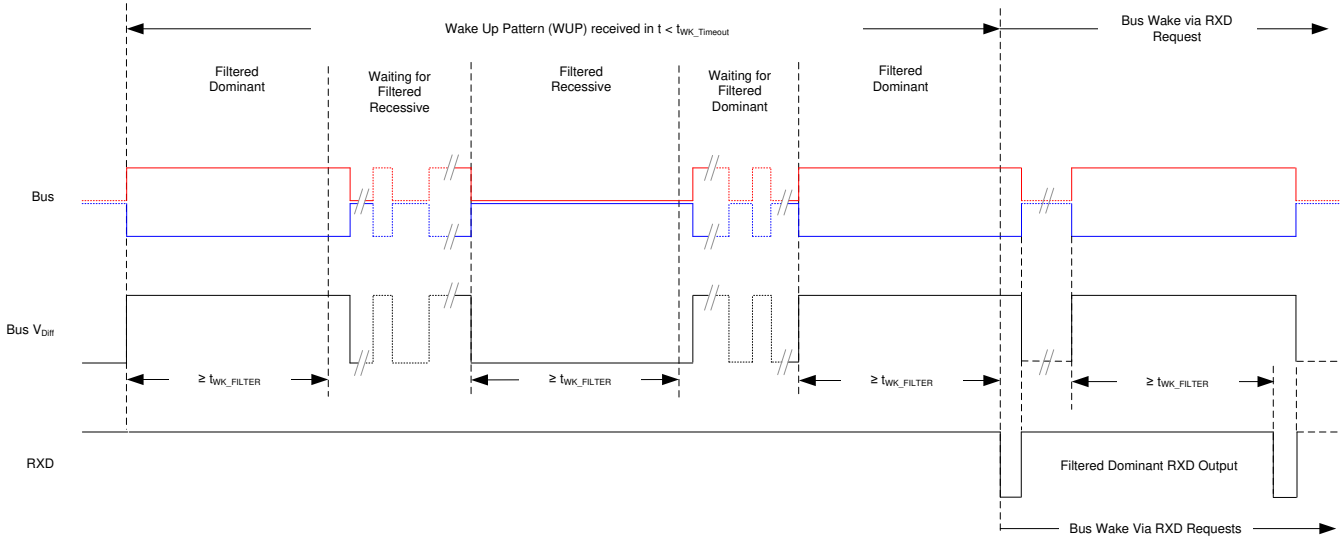 Wake Up Pattern (WUP) received in t < tWK_Timeout
Bus Wake via RXD
Request
Filtered
Dominant
Waiting for
Filtered
Recessive
Filtered
Recessive
Waiting for
Filtered
Dominant
Filtered
Dominant
Bus
Bus VDiff
≥ tWK_FILTER
≥ tWK_FILTER
≥ tWK_FILTER
≥ tWK_FILTER
RXD
Filtered Dominant RXD Output
Bus Wake Via RXD Requests